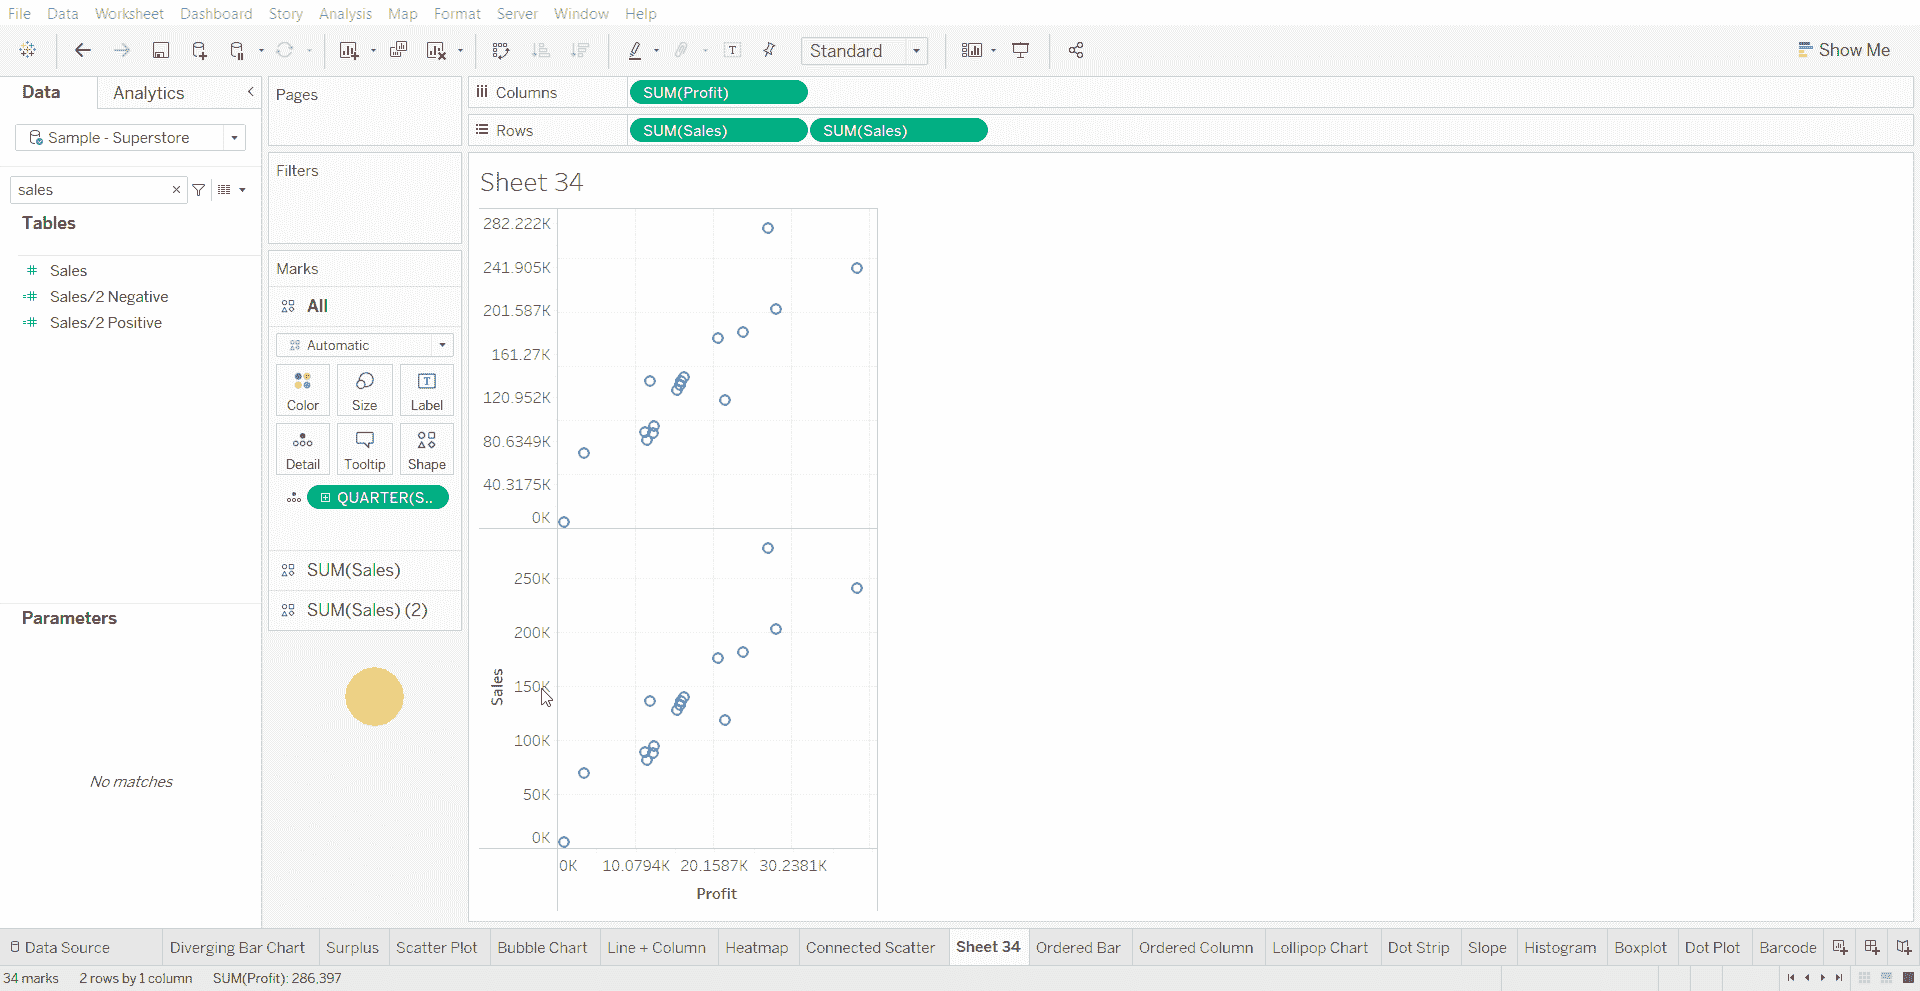 File Data Worksheet Dashboard Story Analysis Map Format Server Window Help
Standard
Show Me
Data Analytics
Sample - Superstore
sales
Tables
Sales
Sales/2 Negative
Sales/2 Positive
Parameters
No matches
Pages
Filters
Marks
All
Automatic
Color Size Label
Detail Tooltip Shape
QUARTER(S..
SUM(Sales)
SUM(Sales) (2)
Columns SUM(Profit)
Rows SUM(Sales) SUM(Sales)
Sheet 34
282.222K
241.905K
201.587K
161.27K
120.952K
80.6349K
40.3175K
0K
250K
200K
150K
100K
50K
0K
Sales
0K 10.0794K 20.1587K 30.2381K
Profit
Data Source Diverging Bar Chart Surplus Scatter Plot Bubble Chart Line + Column Heatmap Connected Scatter Sheet 34 Ordered Bar Ordered Column Lollipop Chart Dot Strip Slope Histogram Boxplot Dot Plot Barcode
34 marks 2 rows by 1 column SUM(Profit): 286,397